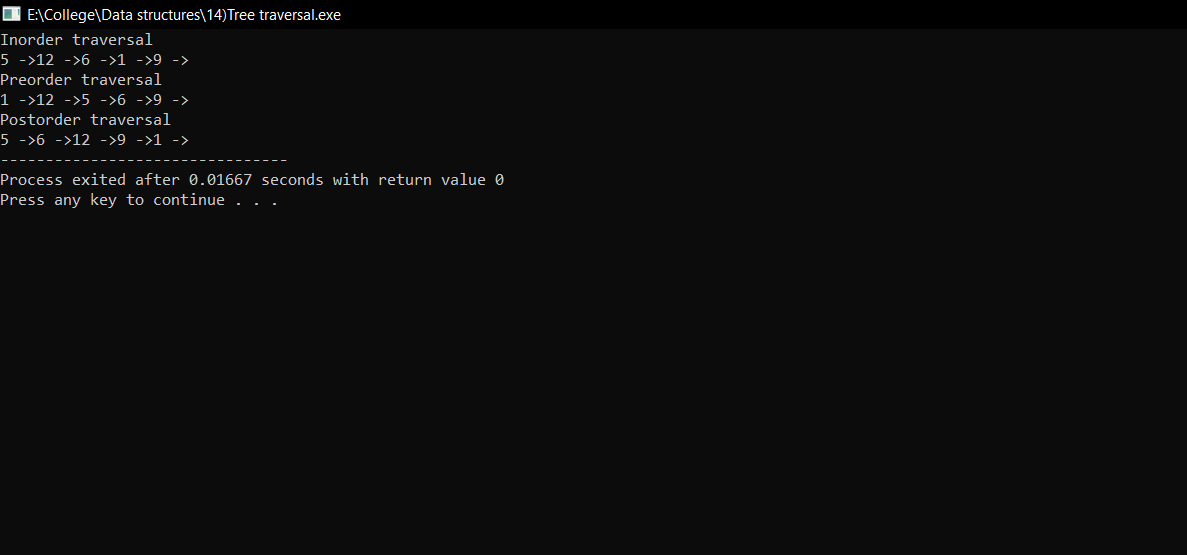 E:\College\Data structures\14)Tree traversal.exe
Inorder traversal
5 ->12 ->6 ->1 ->9 ->
Preorder traversal
1 ->12 ->5 ->6 ->9 ->
Postorder traversal
5 ->6 ->12 ->9 ->1 ->
--------------------------------
Process exited after 0.01667 seconds with return value 0
Press any key to continue . . .